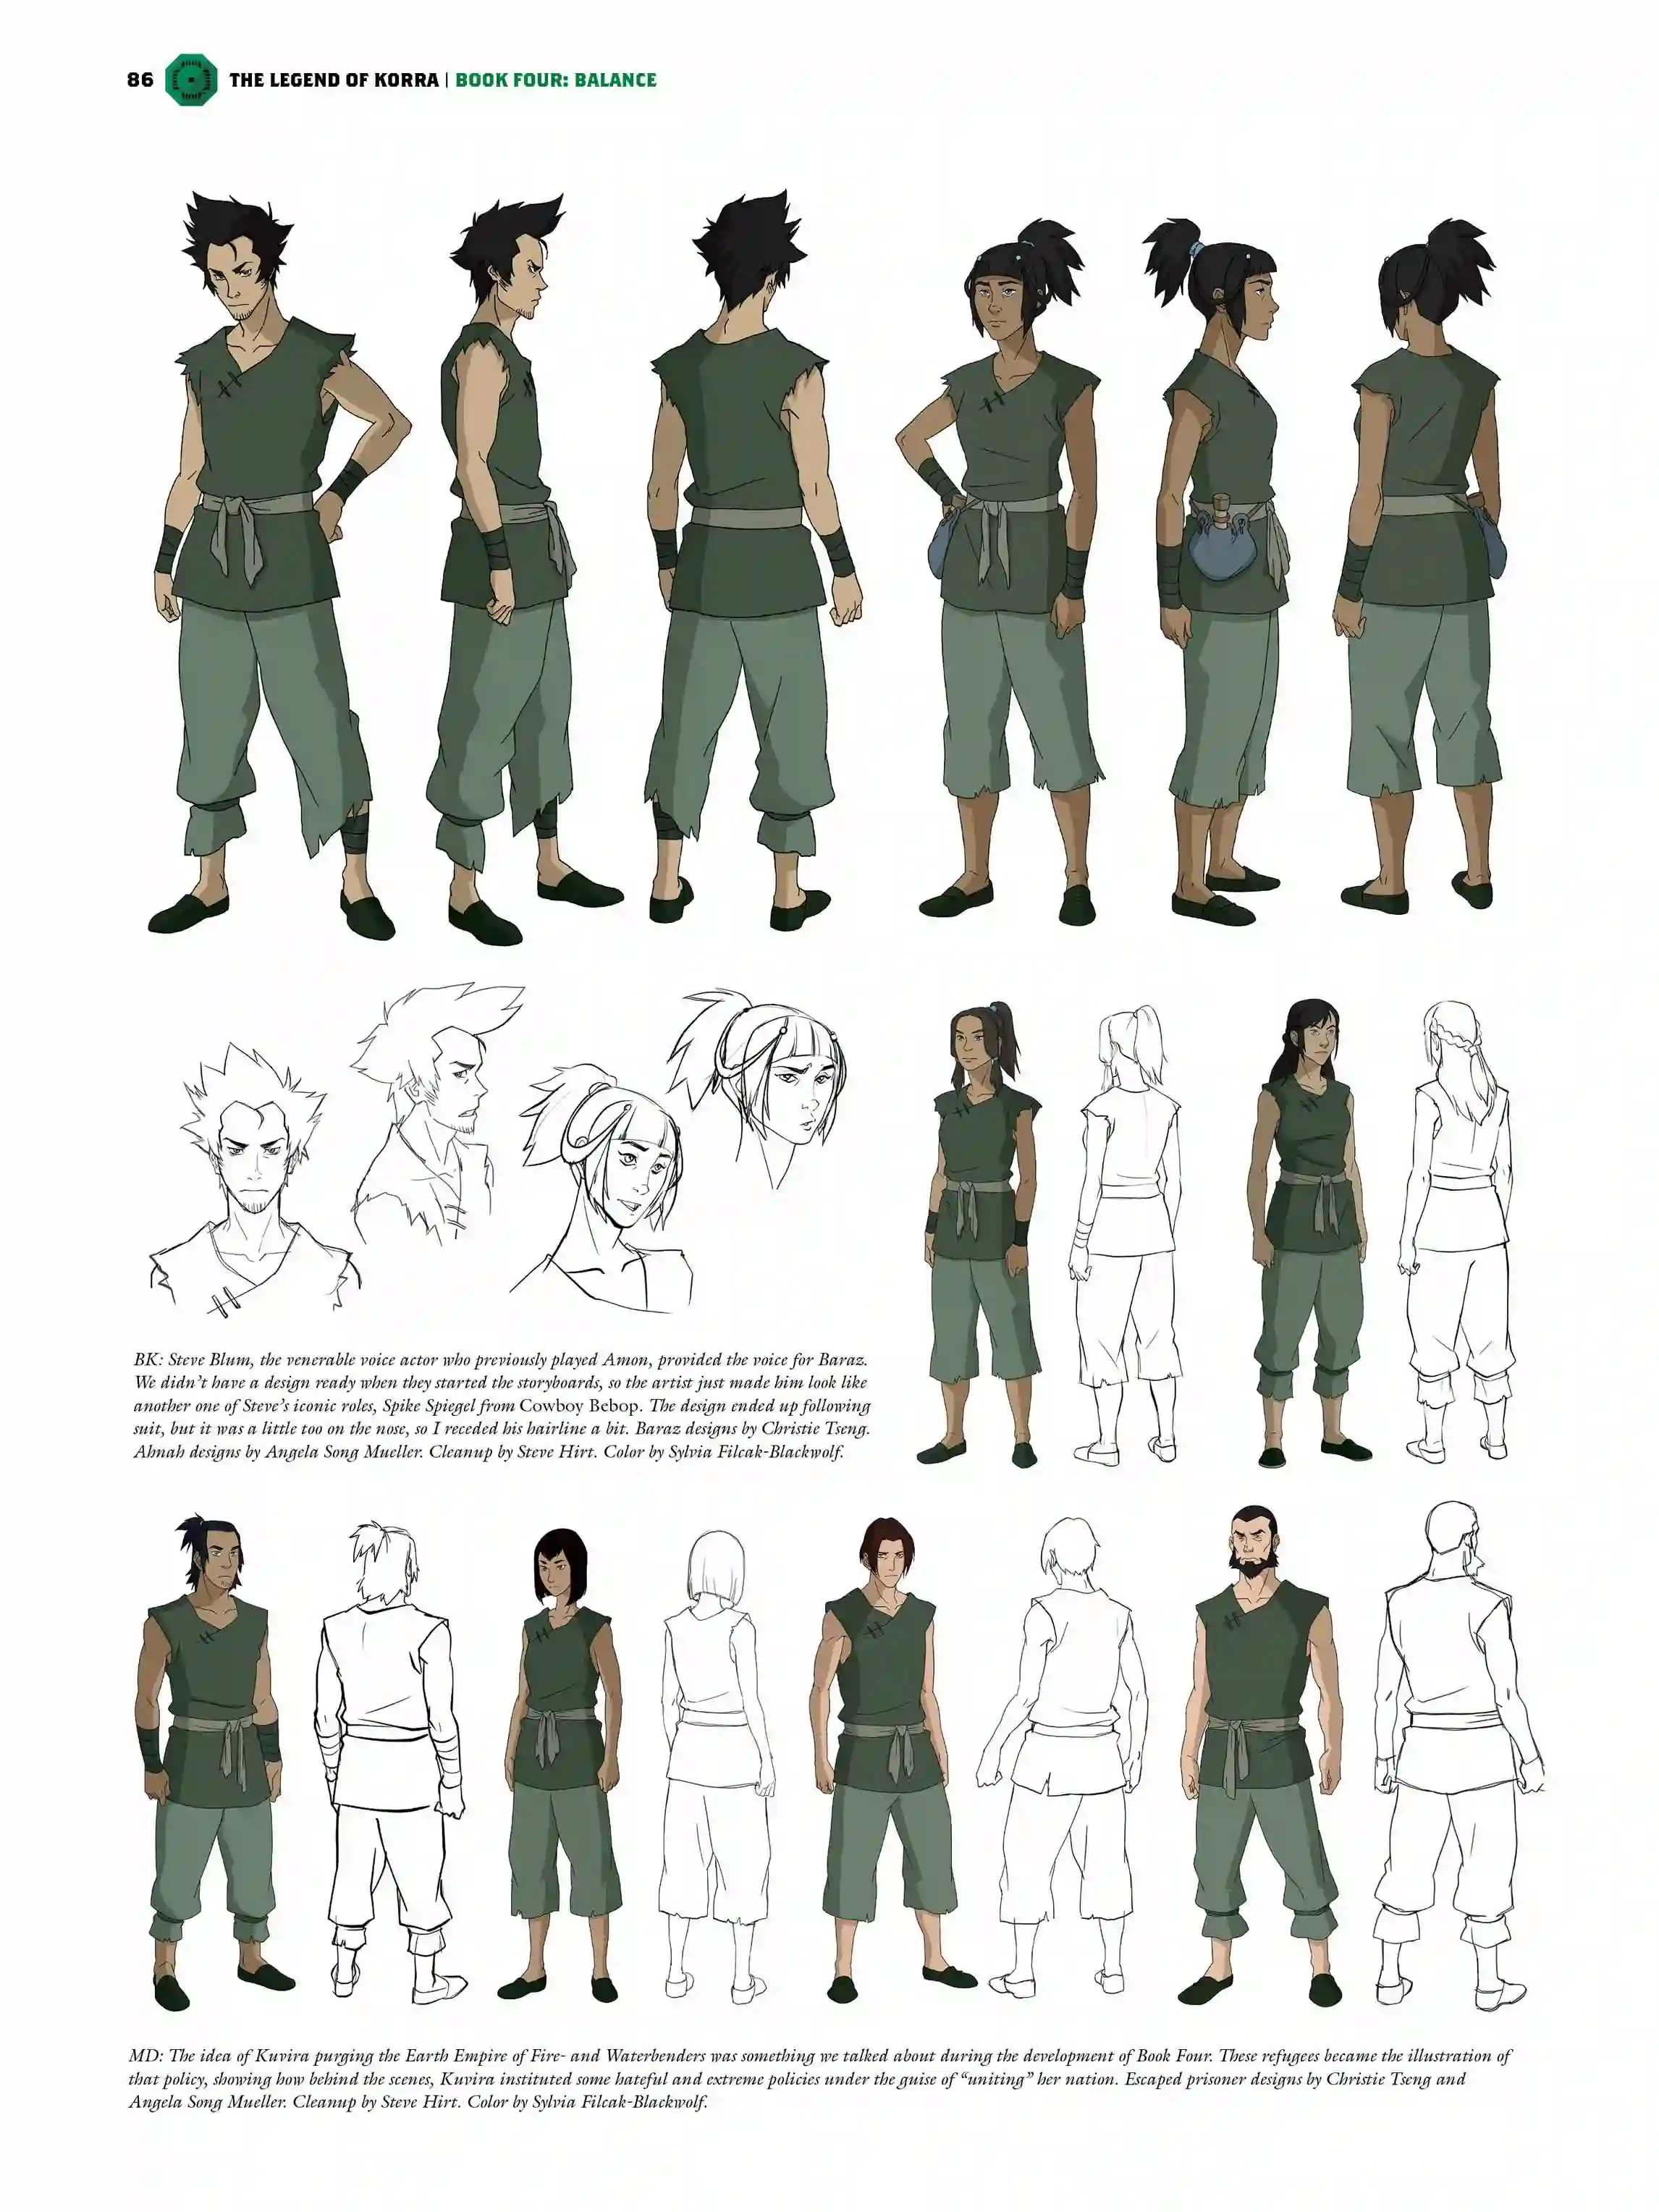 86 THE LEGEND OF KORRA | BOOK FOUR: BALANCE
BK: Steve Blum, the venerable voice actor who previously played Amon, provided the voice for Baraz.
We didn't have a design ready when they started the storyboards, so the artist just made him look like
another one of Steve's iconic roles, Spike Spiegel from Cowboy Bebop. The design ended up following
suit, but it was a little too on the nose, so I receded his hairline a bit. Baraz designs by Christie Tseng.
Ahnah designs by Angela Song Mueller. Cleanup by Steve Hirt. Color by Sylvia Filcak-Blackwolf.
MD: The idea of Kuvira purging the Earth Empire of Fire- and Waterbenders was something we talked about during the development of Book Four. These refugees became the illustration of
that policy, showing how behind the scenes, Kuvira instituted some hateful and extreme policies under the guise of “uniting” her nation. Escaped prisoner designs by Christie Tseng and
Angela Song Mueller. Cleanup by Steve Hirt. Color by Sylvia Filcak-Blackwolf.